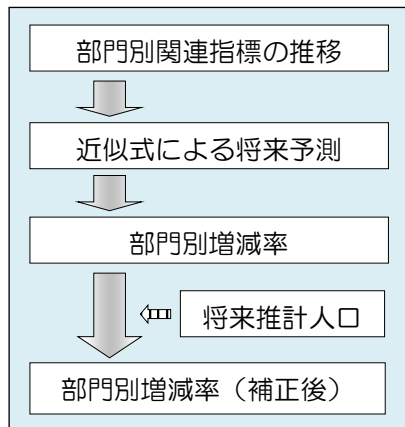 部門別関連指標の推移
近似式による将来予測
部門別増減率
将来推計人口
部門別増減率（補正後）